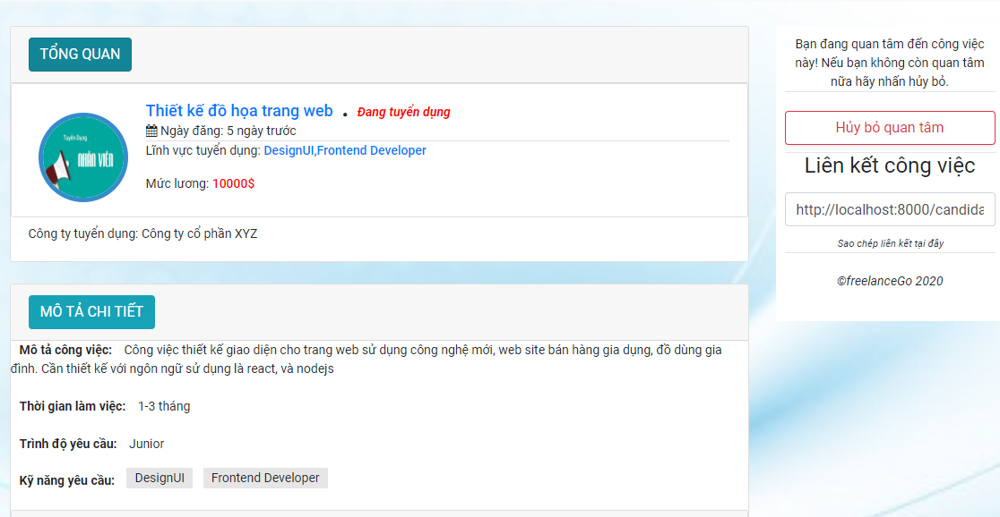 TỔNG QUAN
Tuyển Dụng
NHÂN VIÊN
Thiết kế đồ họa trang web • Đang tuyển dụng
Ngày đăng: 5 ngày trước
Lĩnh vực tuyển dụng: DesignUI,Frontend Developer
Mức lương: 10000$
Công ty tuyển dụng: Công ty cổ phần XYZ
MÔ TẢ CHI TIẾT
Mô tả công việc: Công việc thiết kế giao diện cho trang web sử dụng công nghệ mới, web site bán hàng gia dụng, đồ dùng gia
đình. Cần thiết kế với ngôn ngữ sử dụng là react, và nodejs
Thời gian làm việc: 1-3 tháng
Trình độ yêu cầu: Junior
Kỹ năng yêu cầu: DesignUI Frontend Developer
Bạn đang quan tâm đến công việc
này! Nếu bạn không còn quan tâm
nữa hãy nhấn hủy bỏ.
Hủy bỏ quan tâm
Liên kết công việc
http://localhost:8000/candida
Sao chép liên kết tại đây
©freelanceGo 2020